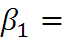 β₁ =